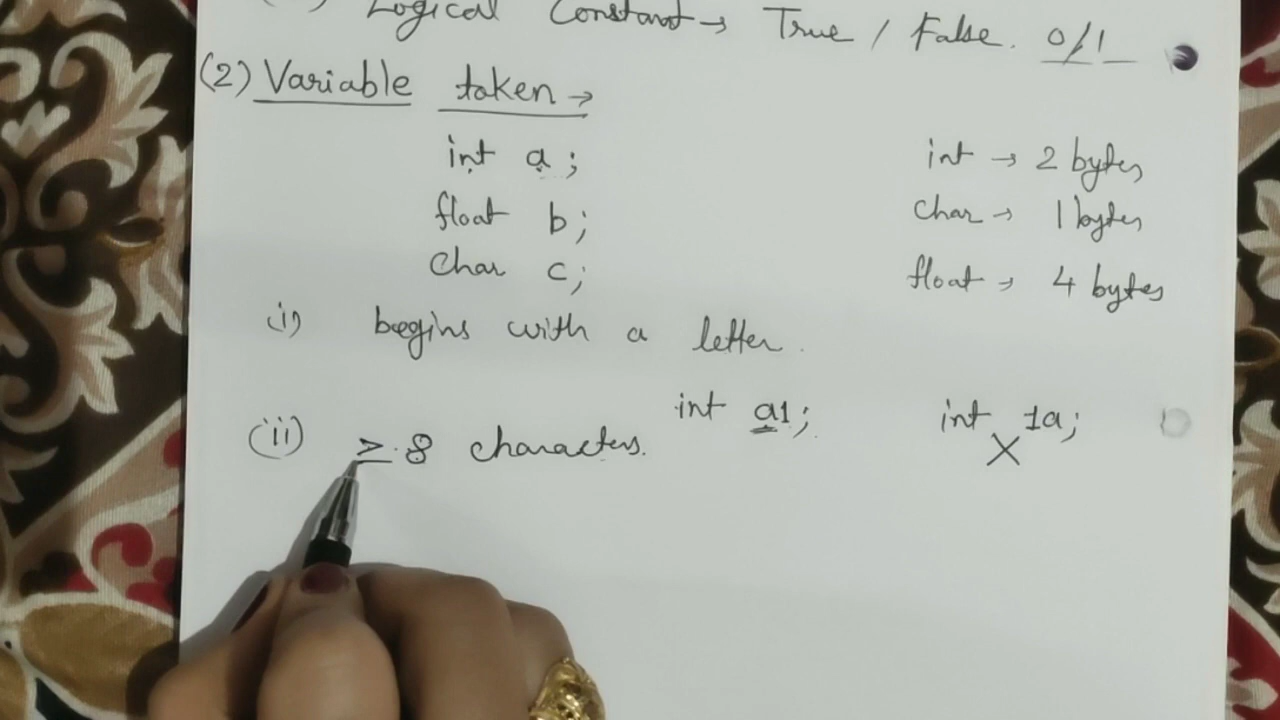 Logical Constant → True / False. 0/1
(2) Variable taken →
int a;
int → 2 bytes
float b;
char → 1 bytes
Char c;
float → 4 bytes
(i) begins with a letter.
int a1;
int 1a;
X
(ii) ≥ 8 characters.